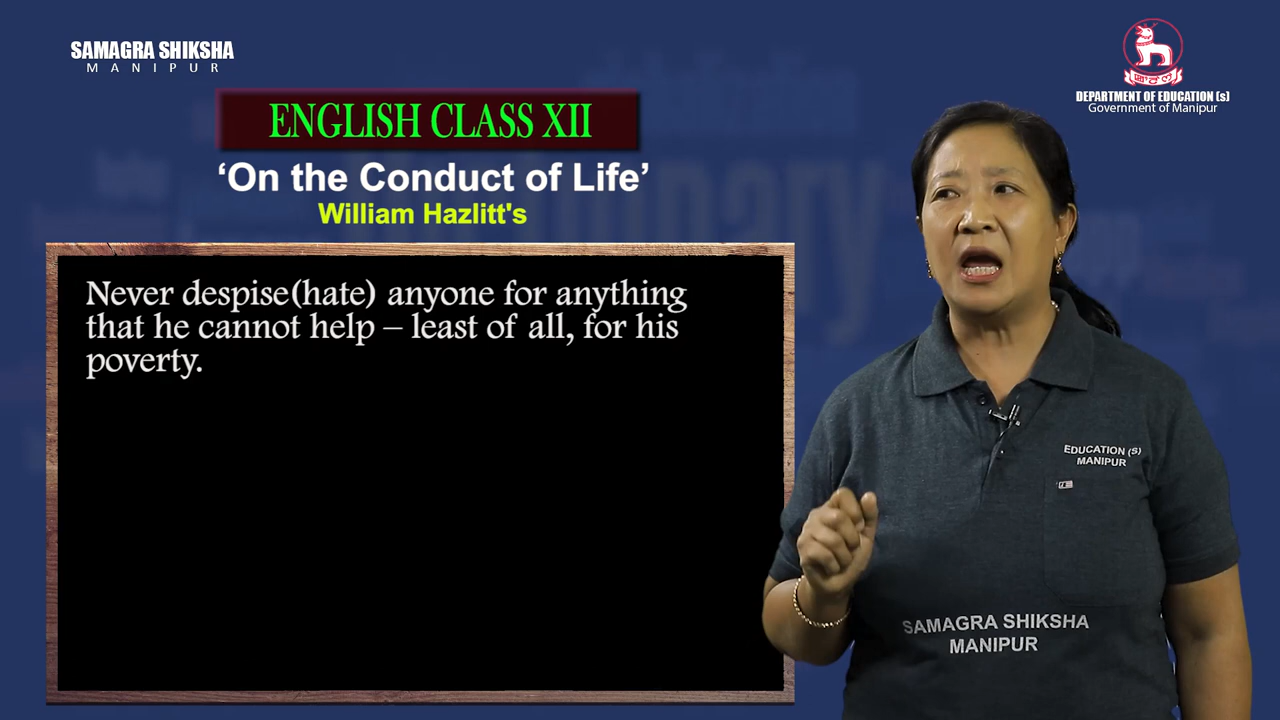 SAMAGRA SHIKSHA
MANIPUR
DEPARTMENT OF EDUCATION (s)
Government of Manipur
ENGLISH CLASS XII
‘On the Conduct of Life’
William Hazlitt's
Never despise(hate) anyone for anything
that he cannot help – least of all, for his
poverty.
EDUCATION (S)
MANIPUR
SAMAGRA SHIKSHA
MANIPUR